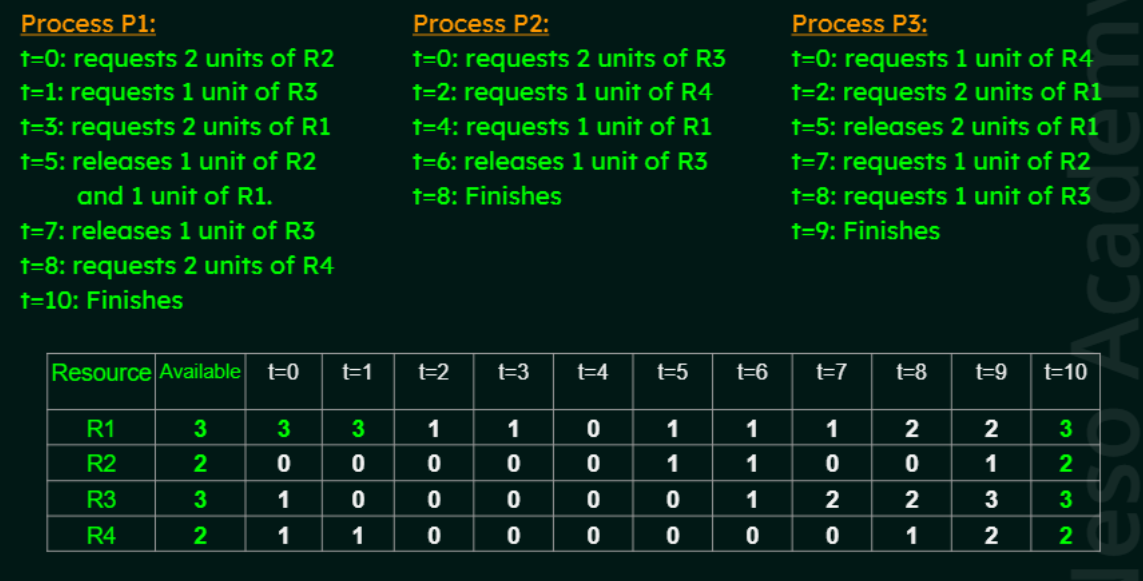 Process P1:
t=0: requests 2 units of R2
t=1: requests 1 unit of R3
t=3: requests 2 units of R1
t=5: releases 1 unit of R2
and 1 unit of R1.
t=7: releases 1 unit of R3
t=8: requests 2 units of R4
t=10: Finishes
Process P2:
t=0: requests 2 units of R3
t=2: requests 1 unit of R4
t=4: requests 1 unit of R1
t=6: releases 1 unit of R3
t=8: Finishes
Process P3:
t=0: requests 1 unit of R4
t=2: requests 2 units of R1
t=5: releases 2 units of R1
t=7: requests 1 unit of R2
t=8: requests 1 unit of R3
t=9: Finishes
Resource Available t=0 t=1 t=2 t=3 t=4 t=5 t=6 t=7 t=8 t=9 t=10
R1 3 3 3 1 1 0 1 1 1 2 2 3
R2 2 0 0 0 0 0 1 1 0 0 1 2
R3 3 1 0 0 0 0 0 1 2 2 3 3
R4 2 1 1 0 0 0 0 0 0 1 2 2